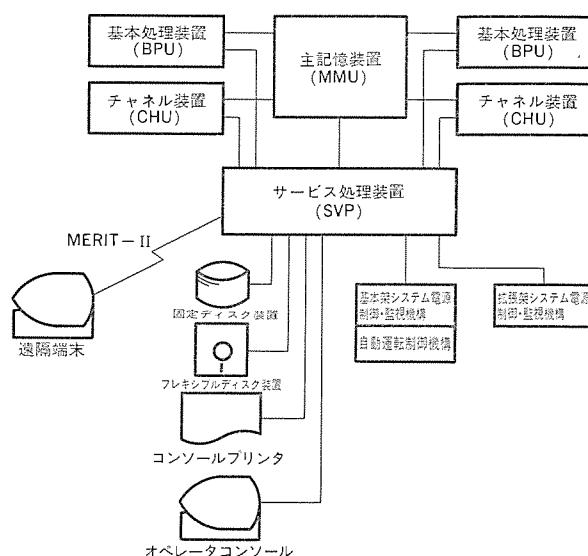 基本処理装置
(BPU)
主記憶装置
(MMU)
基本処理装置
(BPU)
チャネル装置
(CHU)
チャネル装置
(CHU)
サービス処理装置
(SVP)
MERIT-II
遠隔端末
固定ディスク装置
フレキシブルディスク装置
コンソールプリンタ
オペレータコンソール
基本架システム電源
制御・監視機構
自動運転制御機構
拡張架システム電源
制御・監視機構